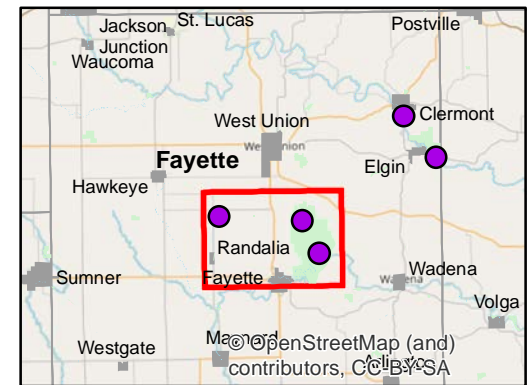 Jackson
Junction
St. Lucas
Postville
Waucoma
West Union
Clermont
Fayette
Elgin
Hawkeye
Randalia
Sumner
Fayette
Wadena
Volga
Westgate
© OpenStreetMap (and)
contributors, CC-BY-SA